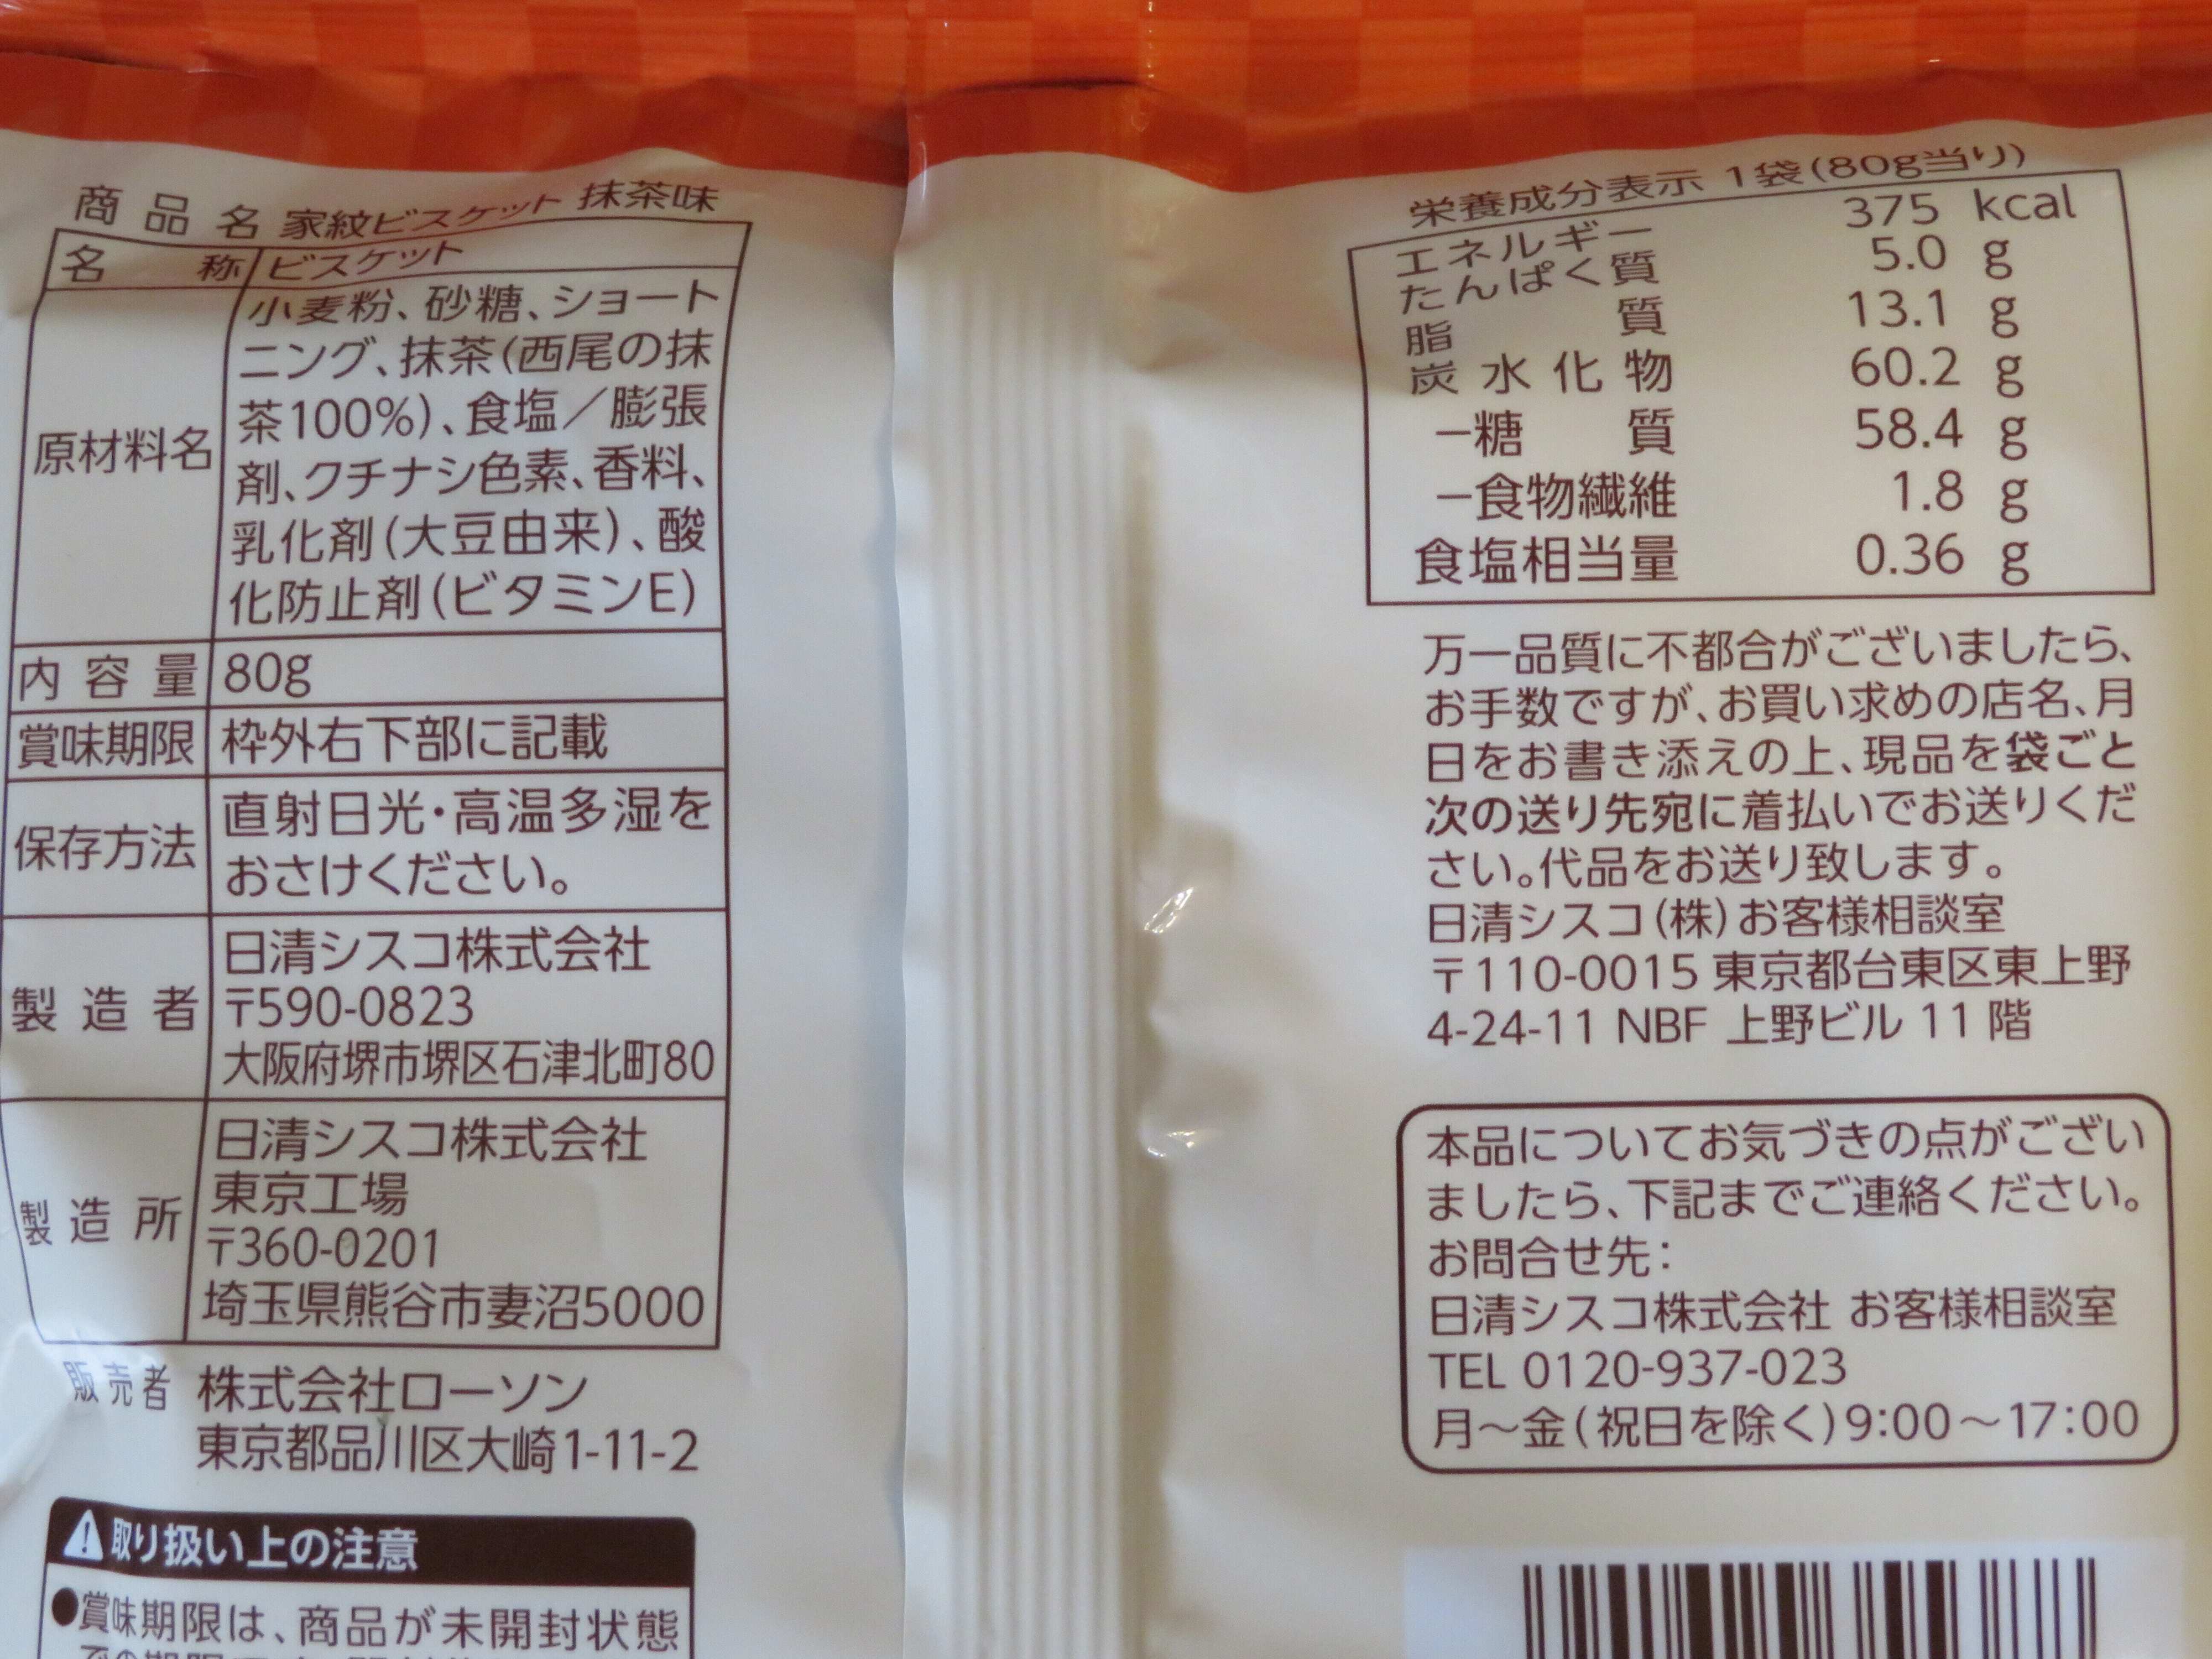 商品名 家紋ビスケット 抹茶味
名称 ビスケット
原材料名
小麦粉、砂糖、ショート
ニング、抹茶(西尾の抹
茶100%)、食塩/膨張
剤、クチナシ色素、香料、
乳化剤(大豆由来)、酸
化防止剤(ビタミンE)
内容量 80g
賞味期限 枠外右下部に記載
保存方法
直射日光・高温多湿を
おさけください。
製造者
日清シスコ株式会社
〒590-0823
大阪府堺市堺区石津北町80
製造所
日清シスコ株式会社
東京工場
〒360-0201
埼玉県熊谷市妻沼5000
販売者 株式会社ローソン
東京都品川区大崎1-11-2
取り扱い上の注意
●賞味期限は、商品が未開封状態
栄養成分表示 1袋(80g当り)
エネルギー 375 kcal
たんぱく質 5.0 g
脂質 13.1 g
炭水化物 60.2 g
−糖質 58.4 g
−食物繊維 1.8 g
食塩相当量 0.36 g
万一品質に不都合がございましたら、
お手数ですが、お買い求めの店名、月
日をお書き添えの上、現品を袋ごと
次の送り先宛に着払いでお送りくだ
さい。代品をお送り致します。
日清シスコ(株)お客様相談室
〒110-0015 東京都台東区東上野
4-24-11 NBF 上野ビル 11 階
本品についてお気づきの点がござい
ましたら、下記までご連絡ください。
お問合せ先:
日清シスコ株式会社 お客様相談室
TEL 0120-937-023
月～金(祝日を除く)9:00～17:00